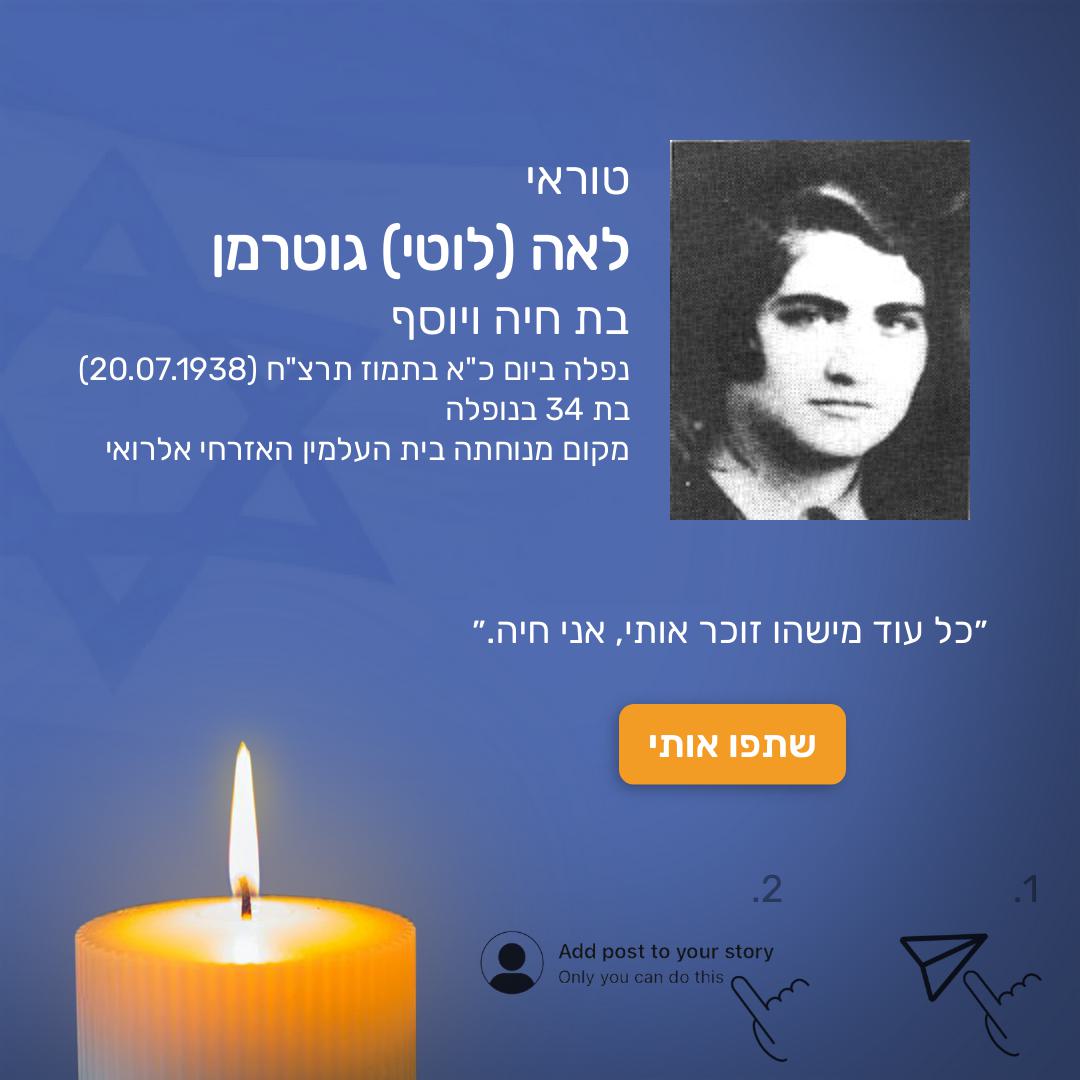 טוראי
לאה (לוטי) גוטרמן
בת חיה ויוסף
נפלה ביום כ"א בתמוז תרצ"ח (20.07.1938)
בת 34 בנופלה
מקום מנוחתה בית העלמין האזרחי אלרואי
״כל עוד מישהו זוכר אותי, אני חיה.״
שתפו אותי
1.
2.
Add post to your story
Only you can do this